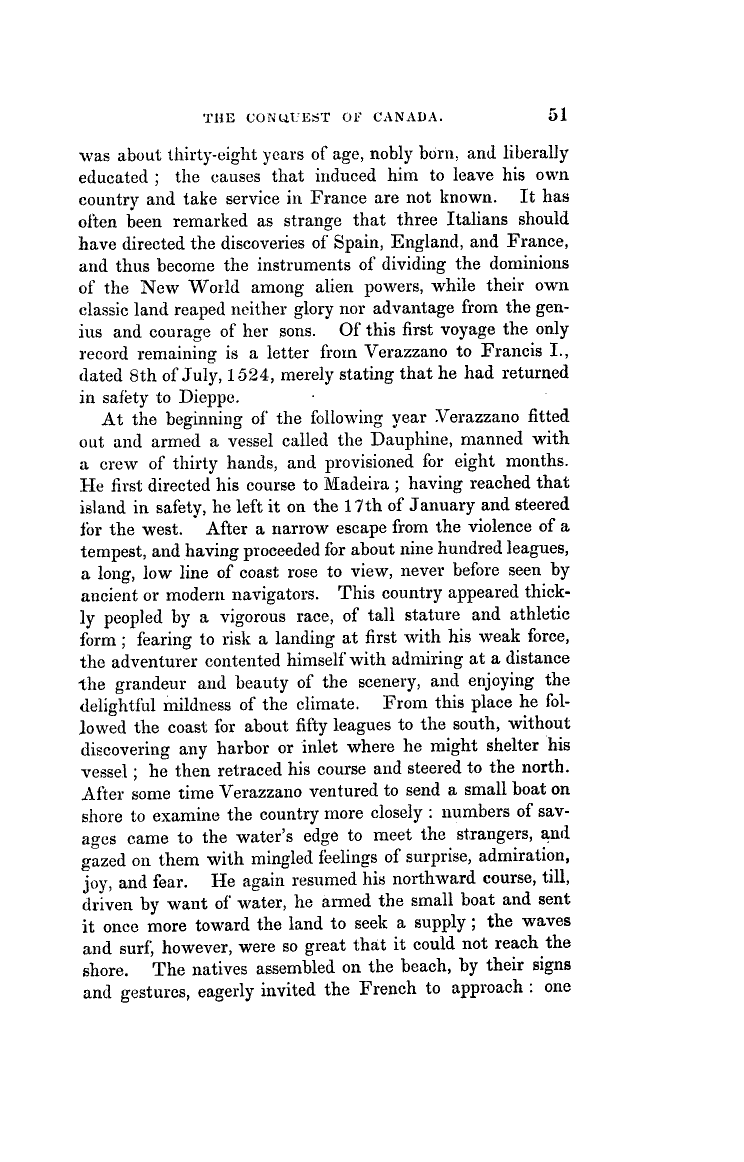 THE CONQUEST OF CANADA. 51
was about thirty-eight years of age, nobly born, and liberally
educated ; the causes that induced him to leave his own
country and take service in France are not known. It has
often been remarked as strange that three Italians should
have directed the discoveries of Spain, England, and France,
and thus become the instruments of dividing the dominions
of the New World among alien powers, while their own
classic land reaped neither glory nor advantage from the gen-
ius and courage of her sons. Of this first voyage the only
record remaining is a letter from Verazzano to Francis I.,
dated 8th of July, 1524, merely stating that he had returned
in safety to Dieppe.
At the beginning of the following year Verazzano fitted
out and armed a vessel called the Dauphine, manned with
a crew of thirty hands, and provisioned for eight months.
He first directed his course to Madeira ; having reached that
island in safety, he left it on the 17th of January and steered
for the west. After a narrow escape from the violence of a
tempest, and having proceeded for about nine hundred leagues,
a long, low line of coast rose to view, never before seen by
ancient or modern navigators. This country appeared thick-
ly peopled by a vigorous race, of tall stature and athletic
form ; fearing to risk a landing at first with his weak force,
the adventurer contented himself with admiring at a distance
the grandeur and beauty of the scenery, and enjoying the
delightful mildness of the climate. From this place he fol-
lowed the coast for about fifty leagues to the south, without
discovering any harbor or inlet where he might shelter his
vessel ; he then retraced his course and steered to the north.
After some time Verazzano ventured to send a small boat on
shore to examine the country more closely : numbers of sav-
ages came to the water's edge to meet the strangers, and
gazed on them with mingled feelings of surprise, admiration,
joy, and fear. He again resumed his northward course, till,
driven by want of water, he armed the small boat and sent
it once more toward the land to seek a supply ; the waves
and surf, however, were so great that it could not reach the
shore. The natives assembled on the beach, by their signs
and gestures, eagerly invited the French to approach : one